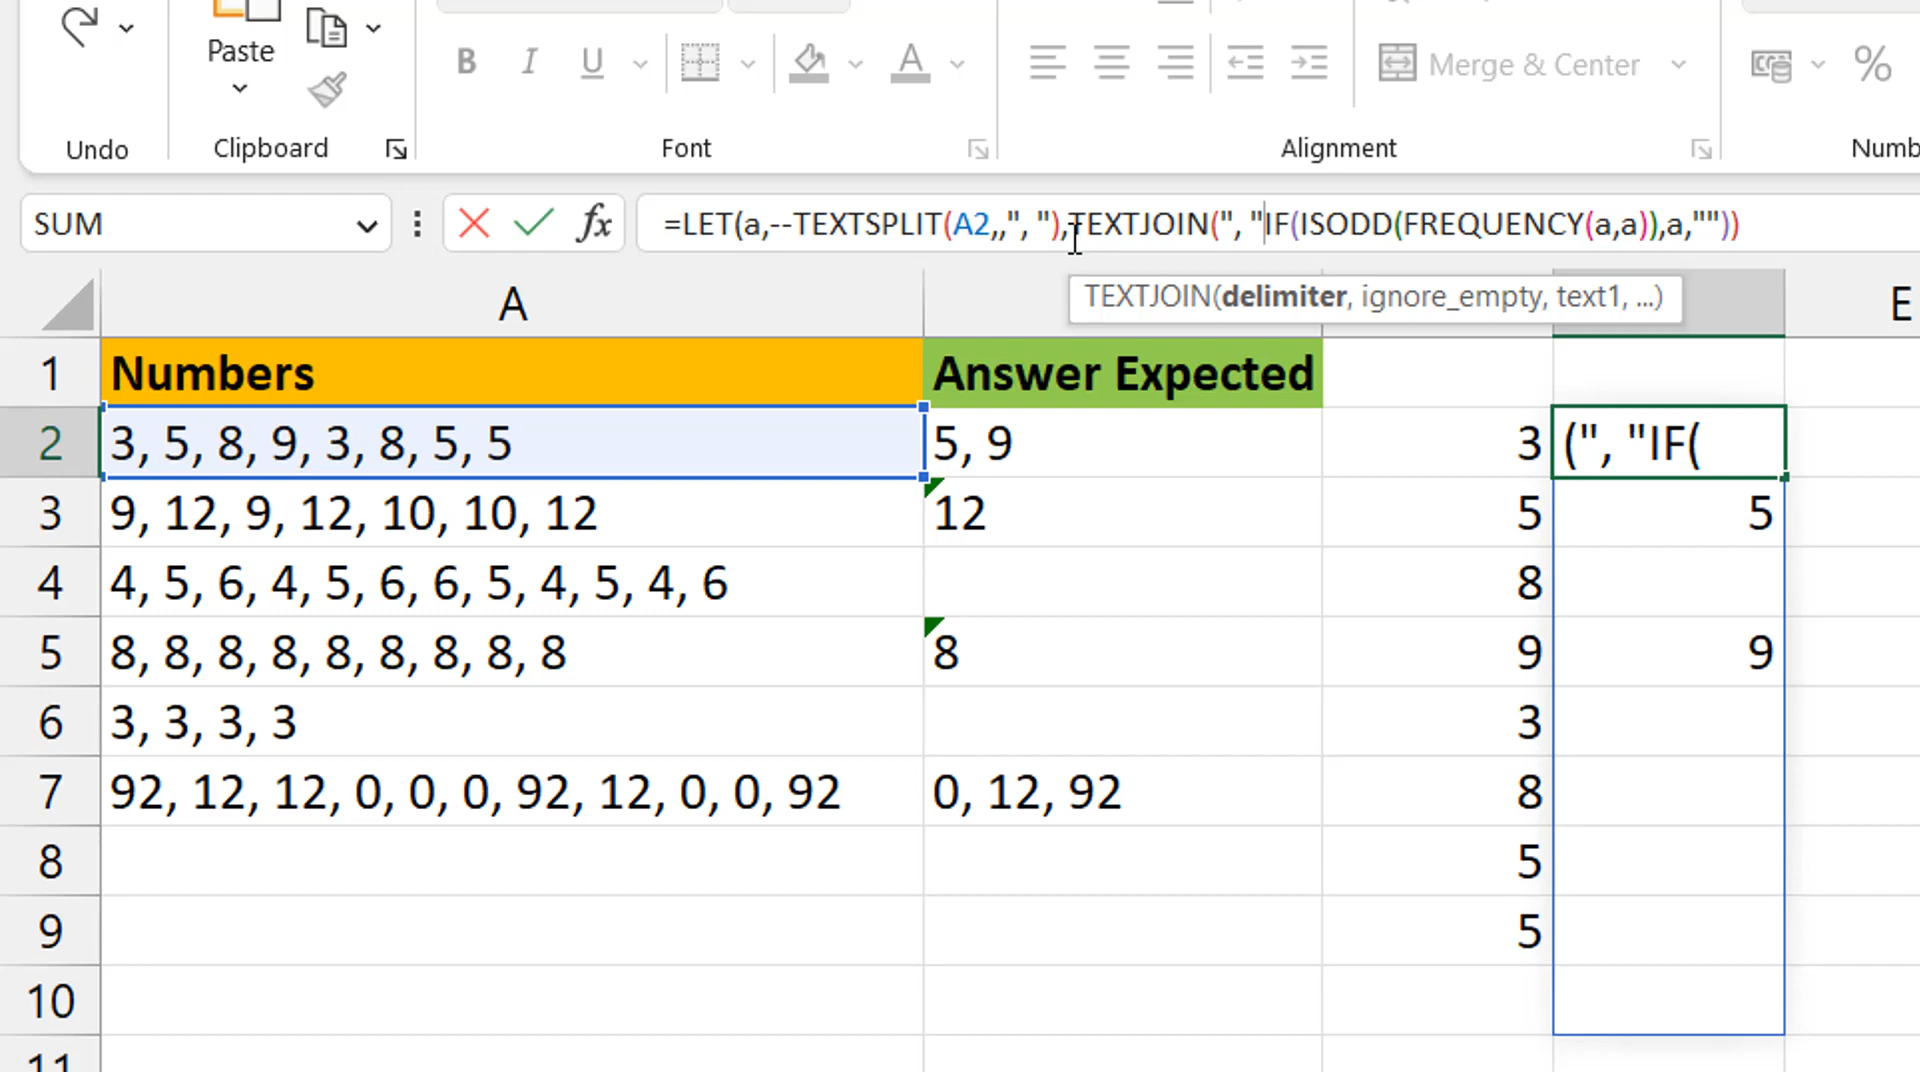 Paste
B I U A
Merge & Center
%
Undo
Clipboard
Font
Alignment
SUM
fx
=LET(a,--TEXTSPLIT(A2,,", "),TEXTJOIN(", "IF(ISODD(FREQUENCY(a,a)),a,""))
TEXTJOIN(delimiter, ignore_empty, text1, ...)
A E
1 Numbers Answer Expected
2 3, 5, 8, 9, 3, 8, 5, 5 5, 9 3 (", "IF(
3 9, 12, 9, 12, 10, 10, 12 12 5 5
4 4, 5, 6, 4, 5, 6, 6, 5, 4, 5, 4, 6 8
5 8, 8, 8, 8, 8, 8, 8, 8, 8 8 9 9
6 3, 3, 3, 3 3
7 92, 12, 12, 0, 0, 0, 92, 12, 0, 0, 92 0, 12, 92 8
8 5
9 5
10
11